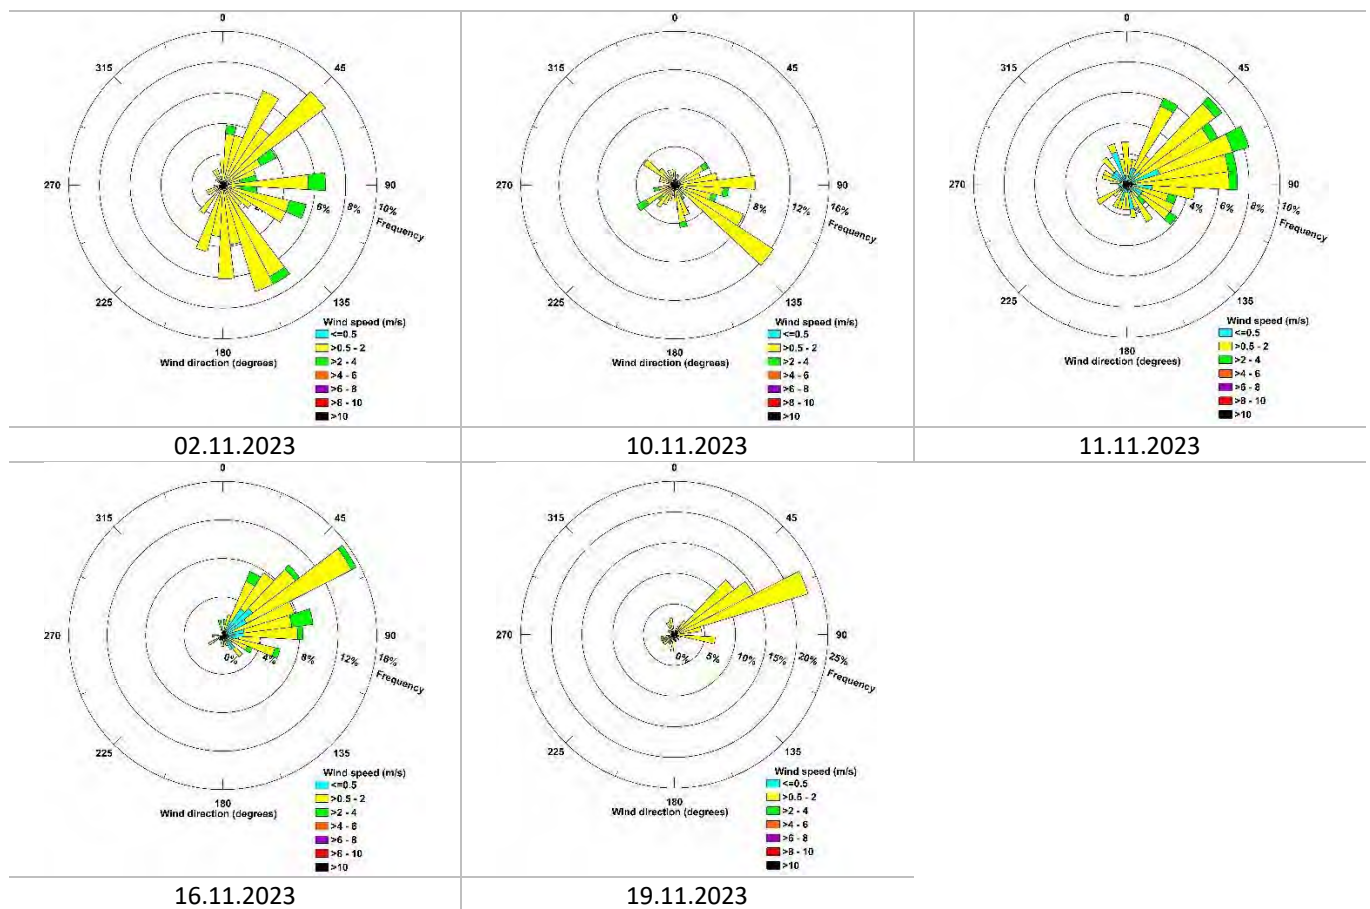 0
45
90
135
180
225
270
315
6%
8%
10%
Frequency
Wind direction (degrees)
Wind speed (m/s)
<=0.5
>0.5 - 2
>2 - 4
>4 - 6
>6 - 8
>8 - 10
>10
02.11.2023
0
45
90
135
180
225
270
315
8%
12%
16%
Frequency
Wind direction (degrees)
Wind speed (m/s)
<=0.5
>0.5 - 2
>2 - 4
>4 - 6
>6 - 8
>8 - 10
>10
10.11.2023
0
45
90
135
180
225
270
315
4%
6%
8%
10%
Frequency
Wind direction (degrees)
Wind speed (m/s)
<=0.5
>0.5 - 2
>2 - 4
>4 - 6
>6 - 8
>8 - 10
>10
11.11.2023
0
45
90
135
180
225
270
315
0%
4%
8%
12%
16%
Frequency
Wind direction (degrees)
Wind speed (m/s)
<=0.5
>0.5 - 2
>2 - 4
>4 - 6
>6 - 8
>8 - 10
>10
16.11.2023
0
45
90
135
180
225
270
315
0%
5%
10%
15%
20%
25%
Frequency
Wind direction (degrees)
Wind speed (m/s)
<=0.5
>0.5 - 2
>2 - 4
>4 - 6
>6 - 8
>8 - 10
>10
19.11.2023